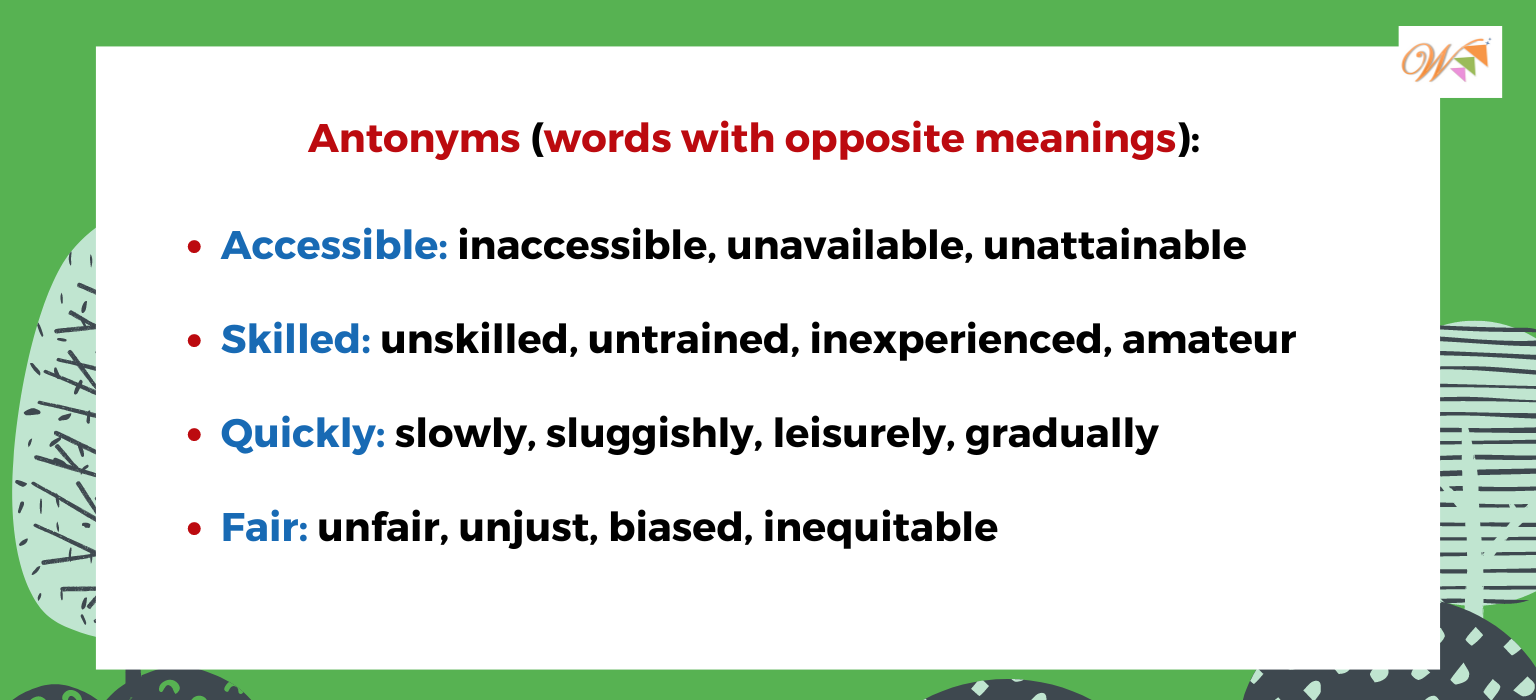 Antonyms (words with opposite meanings):
• Accessible: inaccessible, unavailable, unattainable
• Skilled: unskilled, untrained, inexperienced, amateur
• Quickly: slowly, sluggishly, leisurely, gradually
• Fair: unfair, unjust, biased, inequitable